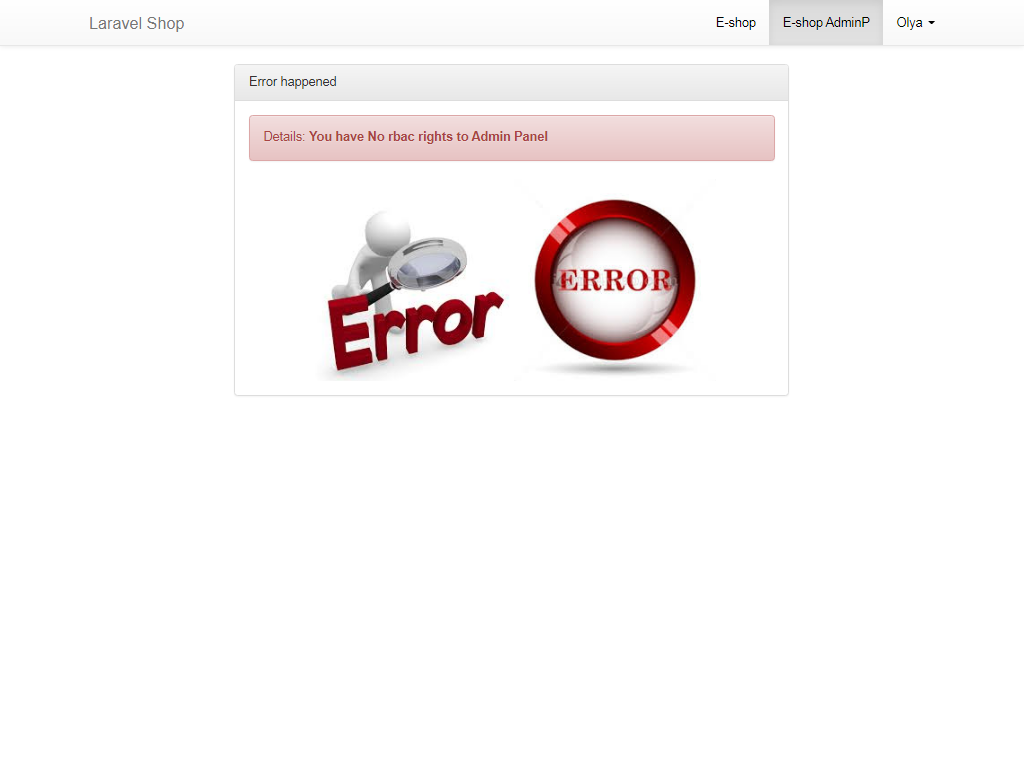 Laravel Shop
E-shop
E-shop AdminP
Olya
Error happened
Details: You have No rbac rights to Admin Panel
Error
ERROR